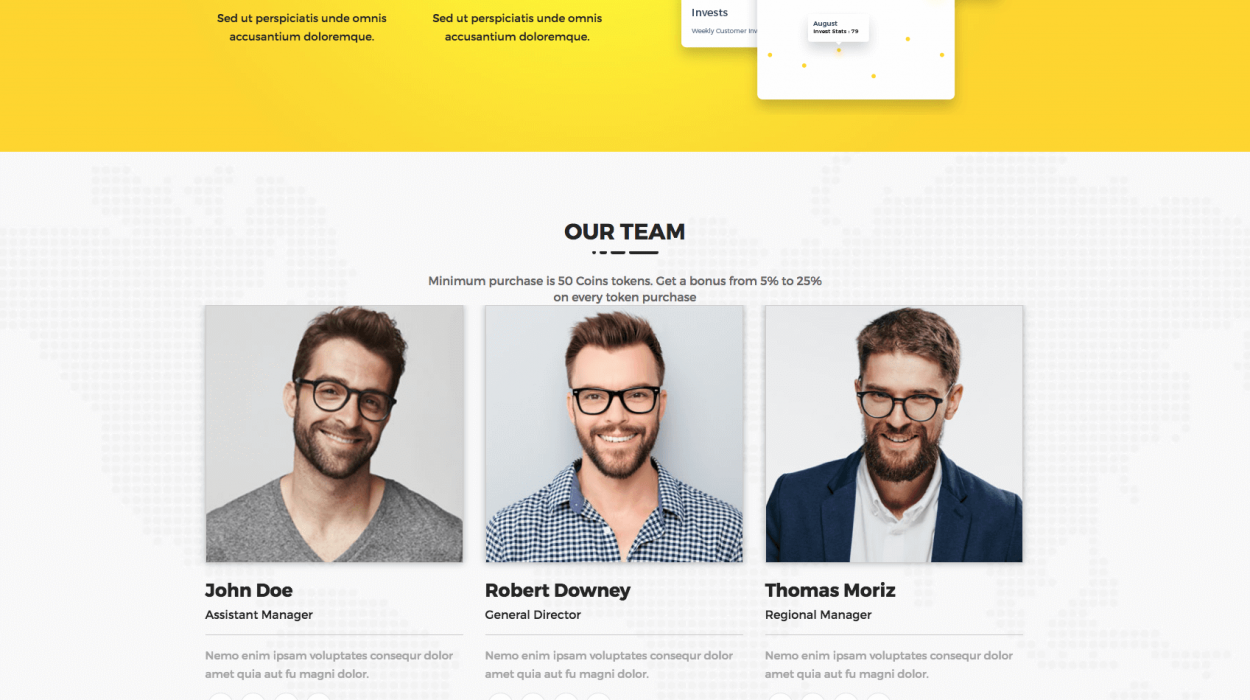 Sed ut perspiciatis unde omnis
accusantium doloremque.
Sed ut perspiciatis unde omnis
accusantium doloremque.
Invests
Weekly Customer Inv
August
Invest Stats : 79
OUR TEAM
Minimum purchase is 50 Coins tokens. Get a bonus from 5% to 25%
on every token purchase
John Doe
Assistant Manager
Nemo enim ipsam voluptates consequr dolor
amet quia aut fu magni dolor.
Robert Downey
General Director
Nemo enim ipsam voluptates consequr dolor
amet quia aut fu magni dolor.
Thomas Moriz
Regional Manager
Nemo enim ipsam voluptates consequr dolor
amet quia aut fu magni dolor.